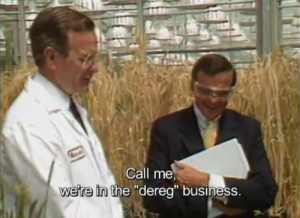 Call me,
we're in the "dereg" business.